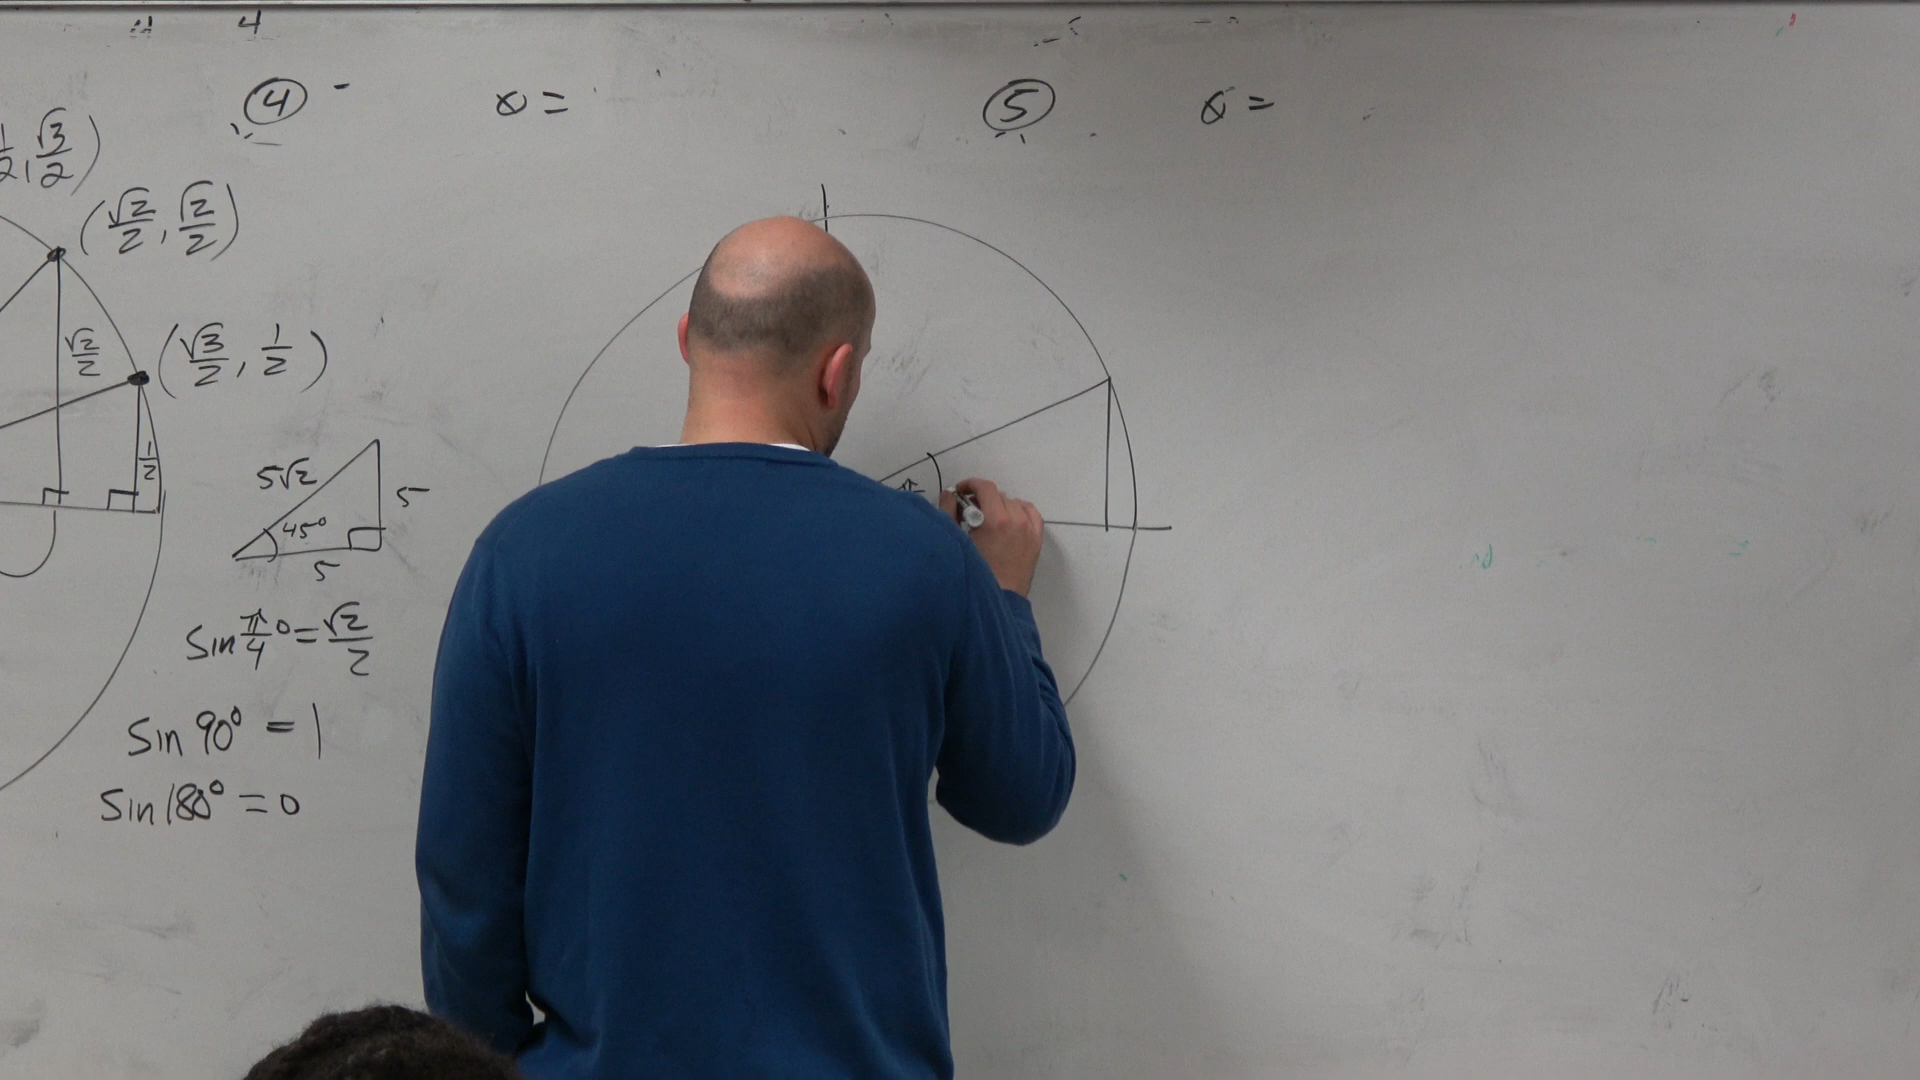 4
④ - α =
⑤ α =
1/2, √3/2)
(√2/2, √2/2)
√2/2
(√3/2, 1/2)
1/2
5√2
5
45°
5
π
sin π/4° = √2/2
sin 90° = 1
sin 180° = 0